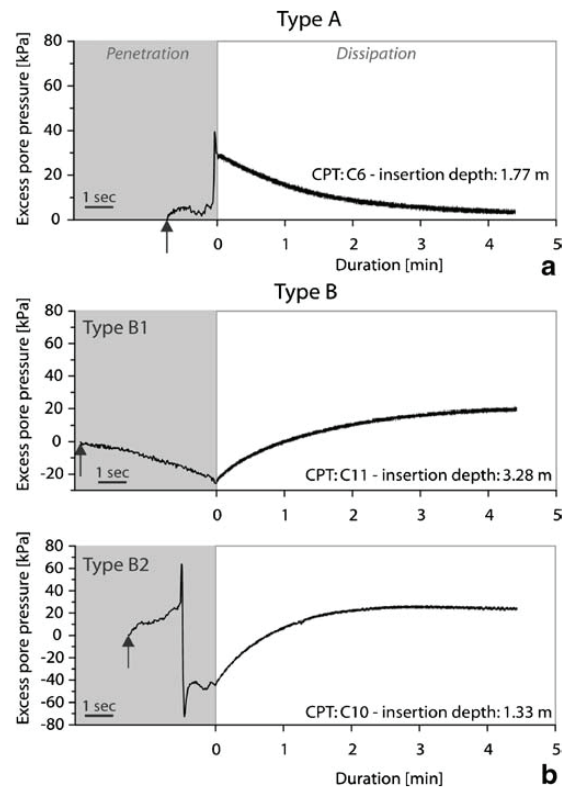 Type A
Excess pore pressure [kPa]
80
60
40
20
0
Penetration
Dissipation
CPT: C6 - insertion depth: 1.77 m
1 sec
0 1 2 3 4 5
Duration [min]
a
Type B
Excess pore pressure [kPa]
80
60
40
20
0
-20
Type B1
1 sec
CPT: C11 - insertion depth: 3.28 m
0 1 2 3 4 5
Excess pore pressure [kPa]
80
60
40
20
0
-20
-40
-60
-80
Type B2
1 sec
CPT: C10 - insertion depth: 1.33 m
0 1 2 3 4 5
Duration [min]
b